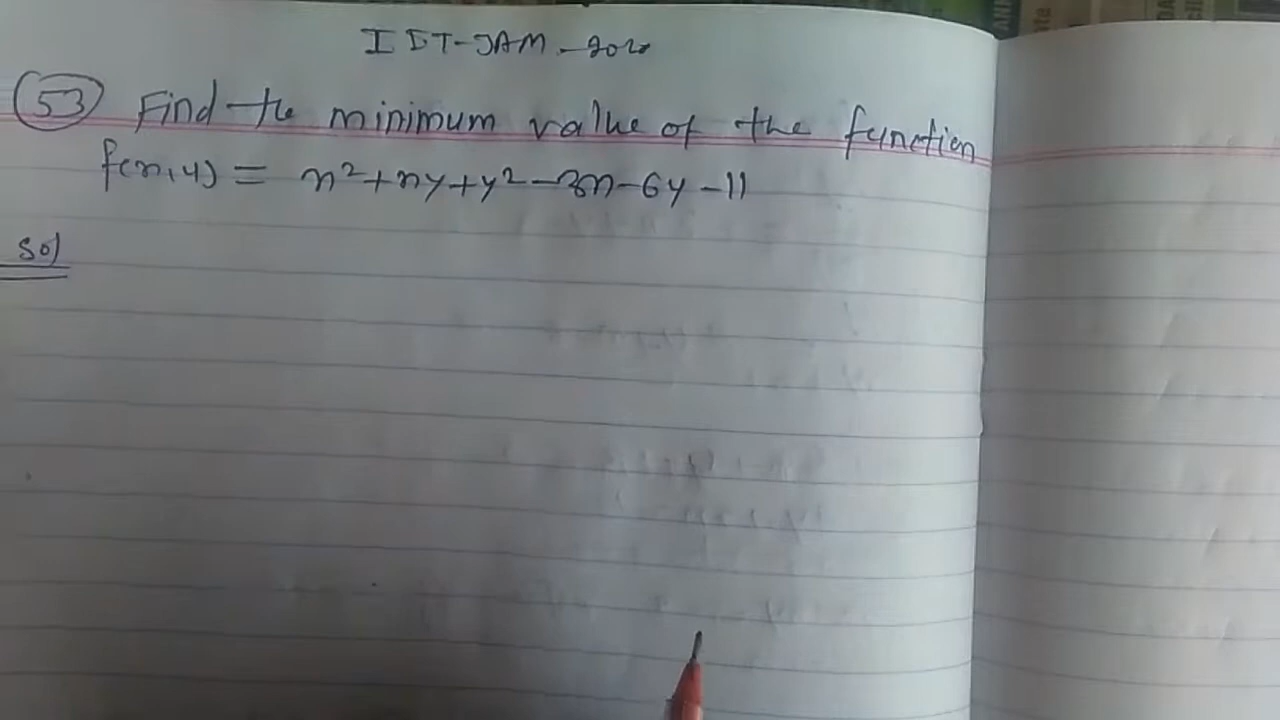 IIT-JAM-2020
53 Find the minimum value of the function
f(x,y) = x²+xy+y²-3x-6y-11
Sol